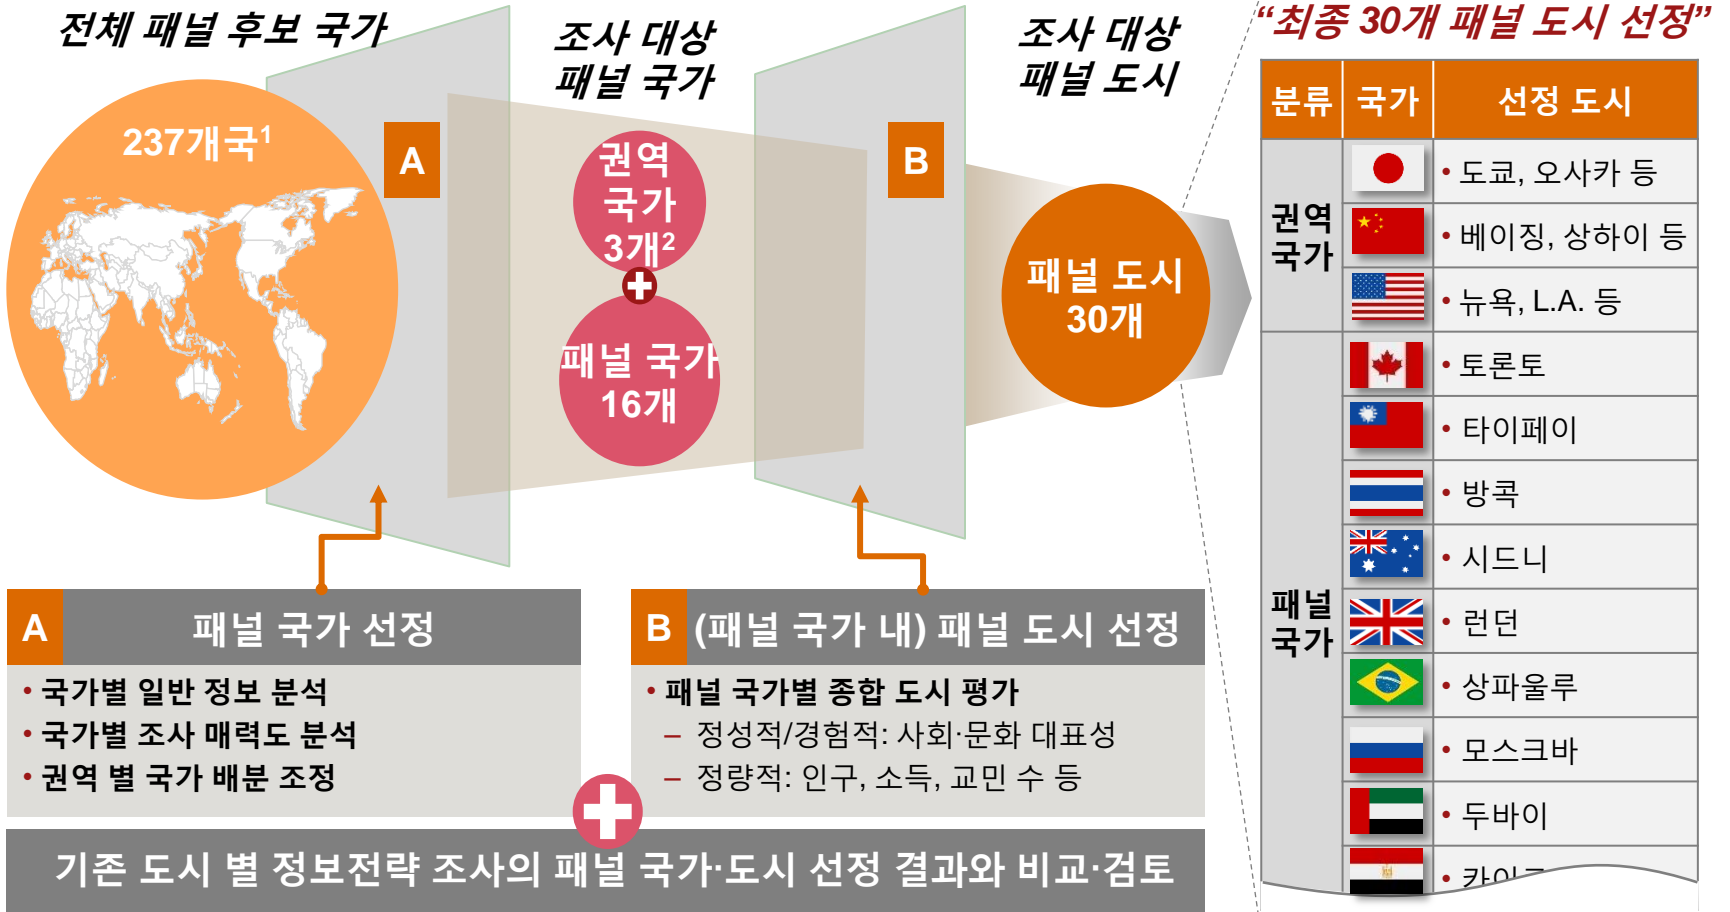 전체 패널 후보 국가
237개국1
A
조사 대상
패널 국가
권역
국가
3개2
패널 국가
16개
B
조사 대상
패널 도시
패널 도시
30개
A
패널 국가 선정
• 국가별 일반 정보 분석
• 국가별 조사 매력도 분석
• 권역 별 국가 배분 조정
B
(패널 국가 내) 패널 도시 선정
• 패널 국가별 종합 도시 평가
– 정성적/경험적: 사회·문화 대표성
– 정량적: 인구, 소득, 교민 수 등
기존 도시 별 정보전략 조사의 패널 국가·도시 선정 결과와 비교·검토
“최종 30개 패널 도시 선정”
분류 국가 선정 도시
권역
국가
• 도쿄, 오사카 등
• 베이징, 상하이 등
• 뉴욕, L.A. 등
패널
국가
• 토론토
• 타이페이
• 방콕
• 시드니
• 런던
• 상파울루
• 모스크바
• 두바이